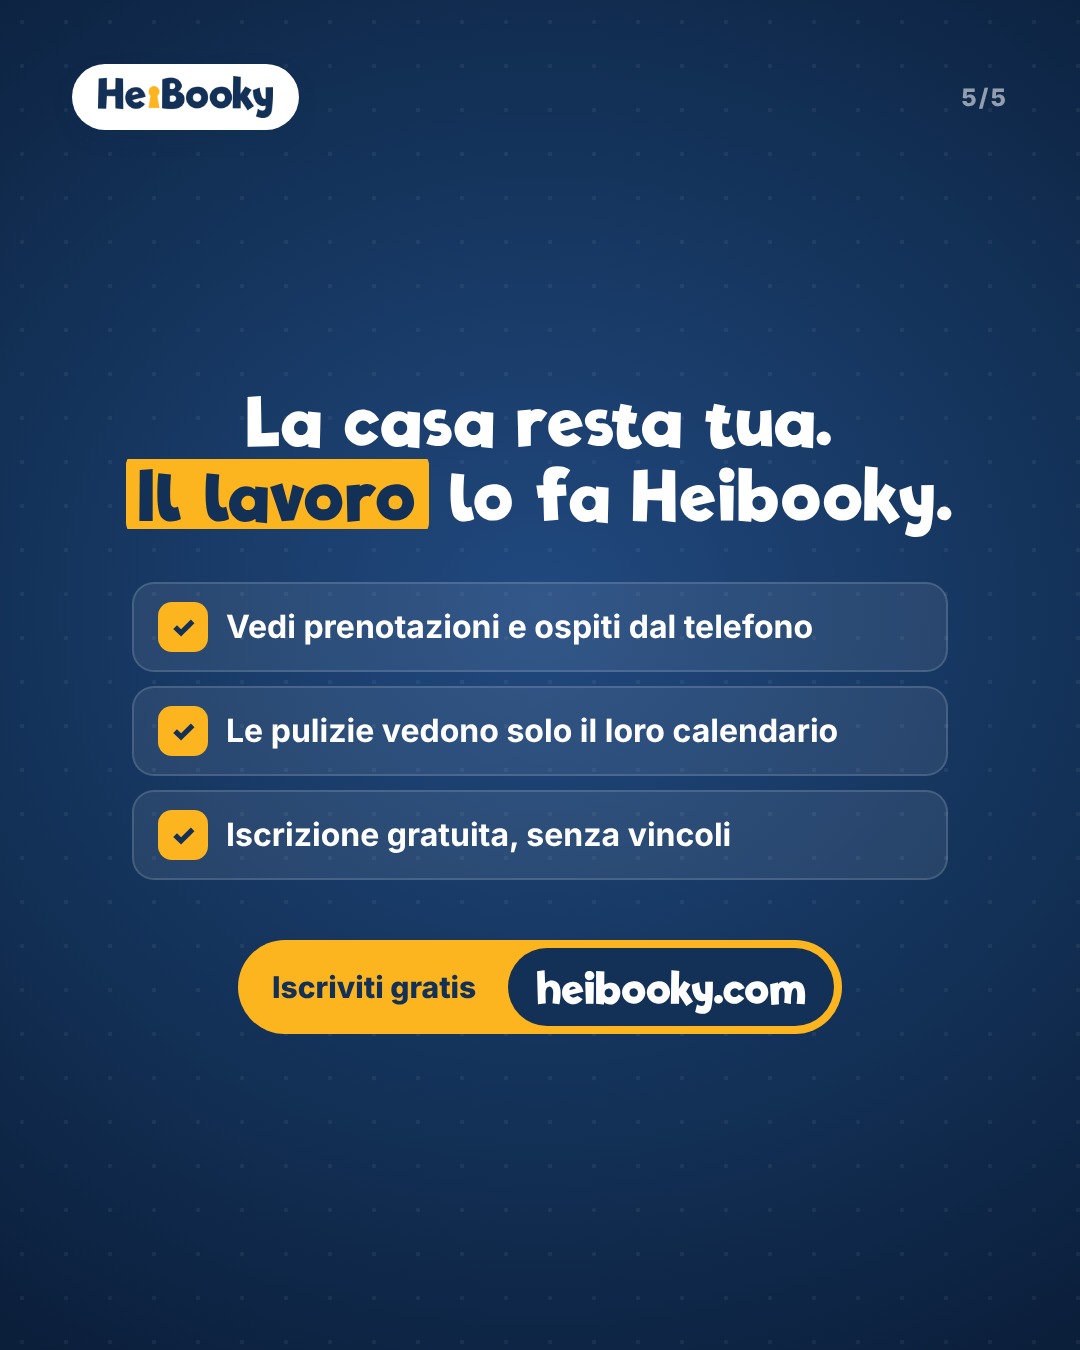 HeiBooky
5/5
La casa resta tua.
Il lavoro lo fa Heibooky.
Vedi prenotazioni e ospiti dal telefono
Le pulizie vedono solo il loro calendario
Iscrizione gratuita, senza vincoli
Iscriviti gratis heibooky.com